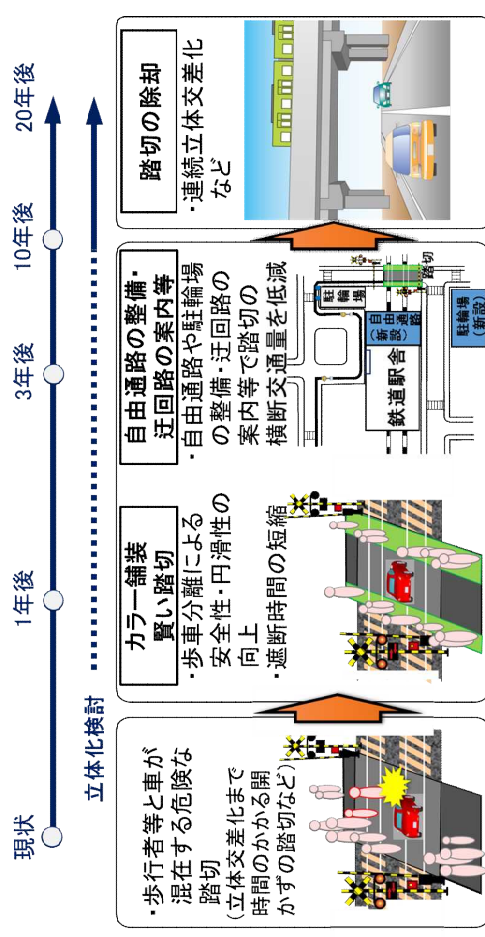 現状
1年後
3年後
10年後
20年後
立体化検討
・歩行者等と車が
混在する危険な
踏切
(立体交差化まで
時間のかかる開
かずの踏切など)
カラー舗装
賢い踏切
・歩車分離による
安全性・円滑性の
向上
・遮断時間の短縮
自由通路の整備・
迂回路の案内等
・自由通路や駐輪場
の整備・迂回路の
案内等で踏切の
横断交通量を低減
駐輪場
踏切
自由通路
(新設)
鉄道駅舎
駐輪場
(新設)
踏切の除却
・連続立体交差化
など